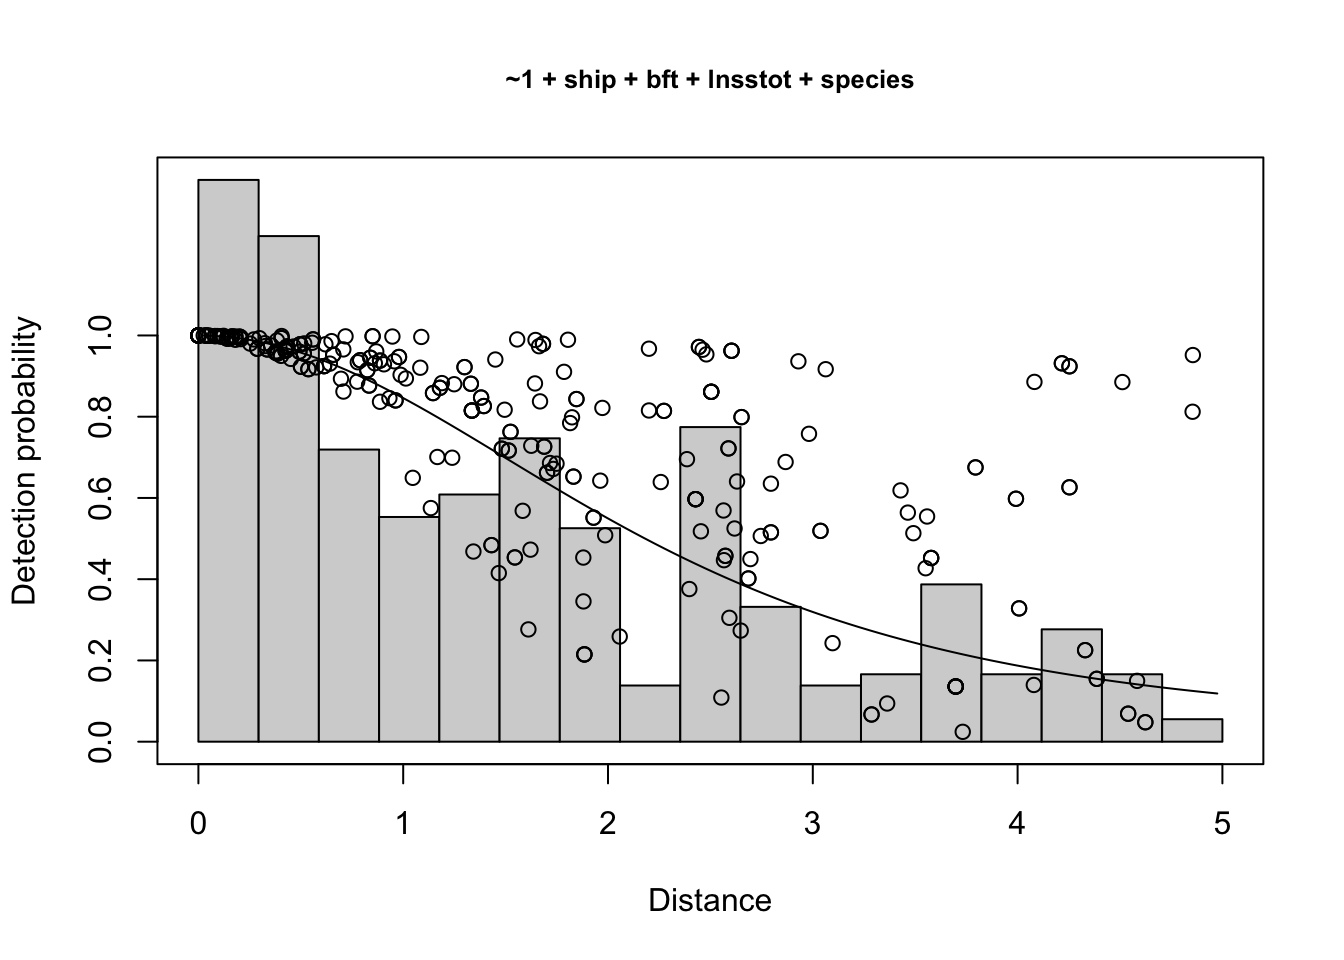 ~1 + ship + bft + lnsstot + species
Detection probability
1.0
0.8
0.6
0.4
0.2
0.0
0 1 2 3 4 5
Distance